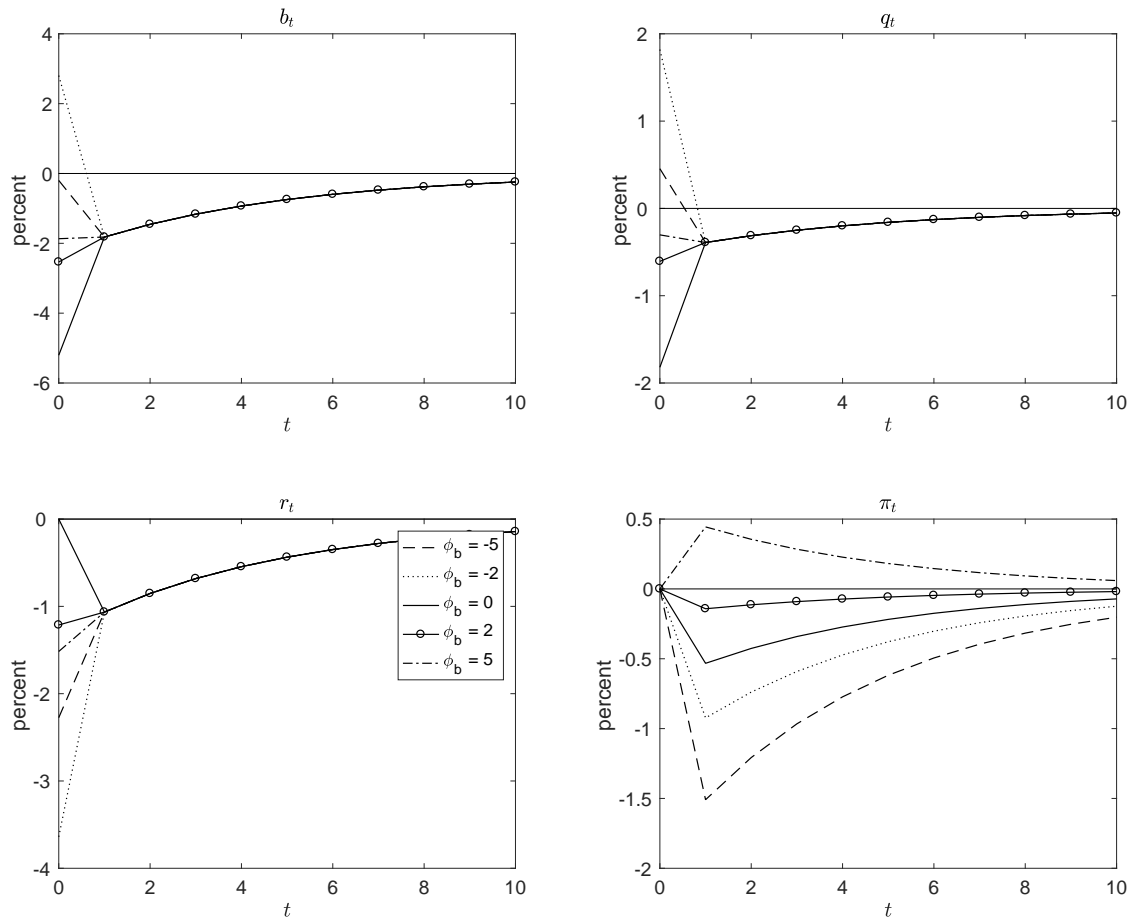 b_t
q_t
4
2
0
-2
-4
-6
percent
0 2 4 6 8 10
t
2
1
0
-1
-2
percent
0 2 4 6 8 10
t
r_t
π_t
0
-1
-2
-3
-4
percent
ϕ_b = -5
ϕ_b = -2
ϕ_b = 0
ϕ_b = 2
ϕ_b = 5
0 2 4 6 8 10
t
0.5
0
-0.5
-1
-1.5
-2
percent
0 2 4 6 8 10
t